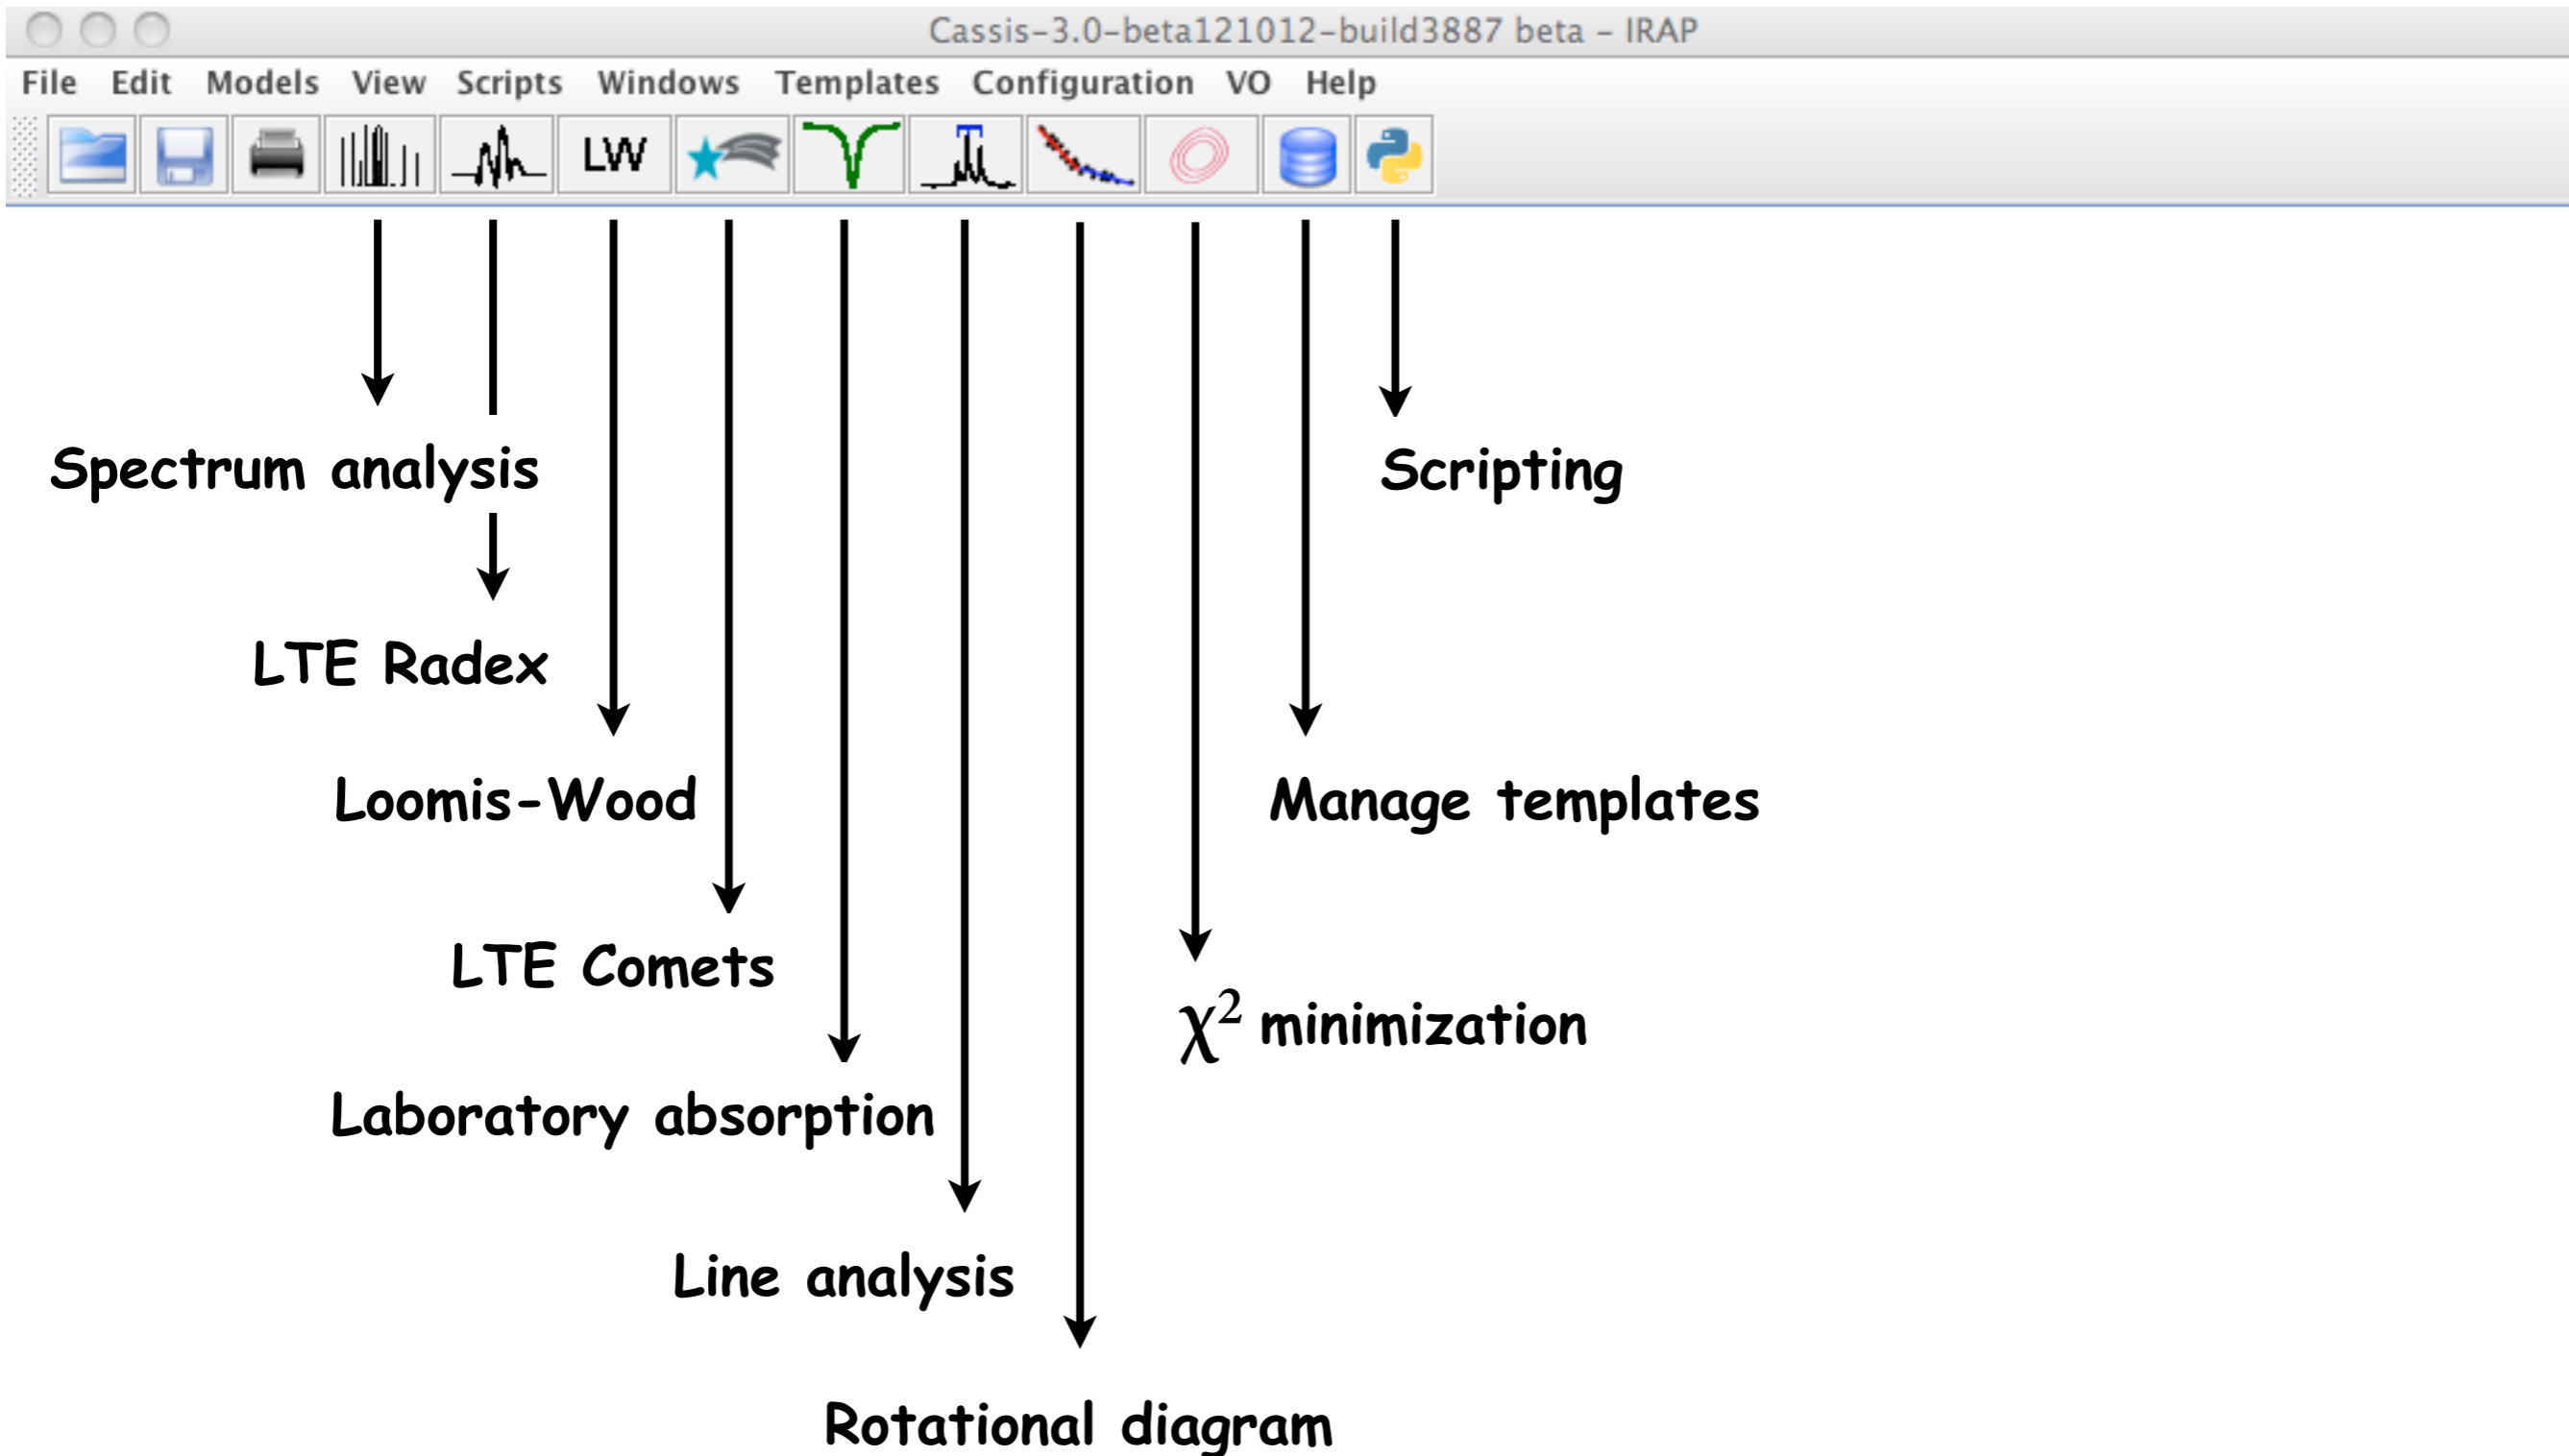 Cassis-3.0-beta121012-build3887 beta - IRAP
File Edit Models View Scripts Windows Templates Configuration VO Help
LW
Spectrum analysis
Scripting
LTE Radex
Loomis-Wood
Manage templates
LTE Comets
χ² minimization
Laboratory absorption
Line analysis
Rotational diagram